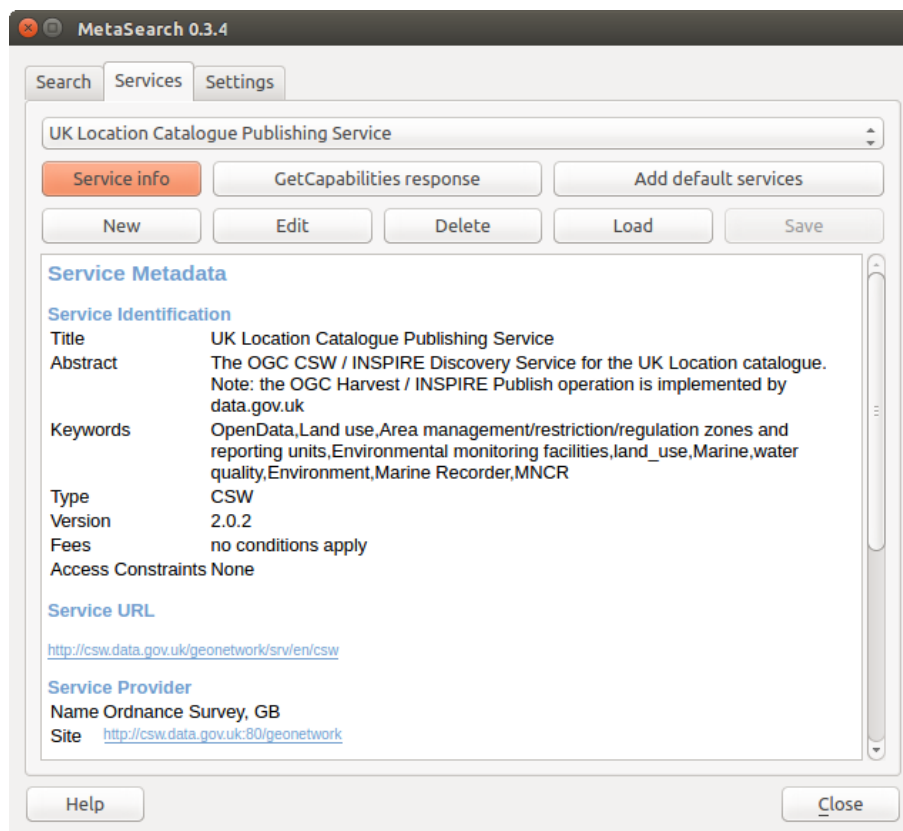 MetaSearch 0.3.4
Search Services Settings
UK Location Catalogue Publishing Service
Service info GetCapabilities response Add default services
New Edit Delete Load Save
Service Metadata
Service Identification
Title UK Location Catalogue Publishing Service
Abstract The OGC CSW / INSPIRE Discovery Service for the UK Location catalogue.
Note: the OGC Harvest / INSPIRE Publish operation is implemented by
data.gov.uk
Keywords OpenData,Land use,Area management/restriction/regulation zones and
reporting units,Environmental monitoring facilities,land_use,Marine,water
quality,Environment,Marine Recorder,MNCR
Type CSW
Version 2.0.2
Fees no conditions apply
Access Constraints None
Service URL
http://csw.data.gov.uk/geonetwork/srv/en/csw
Service Provider
Name Ordnance Survey, GB
Site http://csw.data.gov.uk:80/geonetwork
Help Close